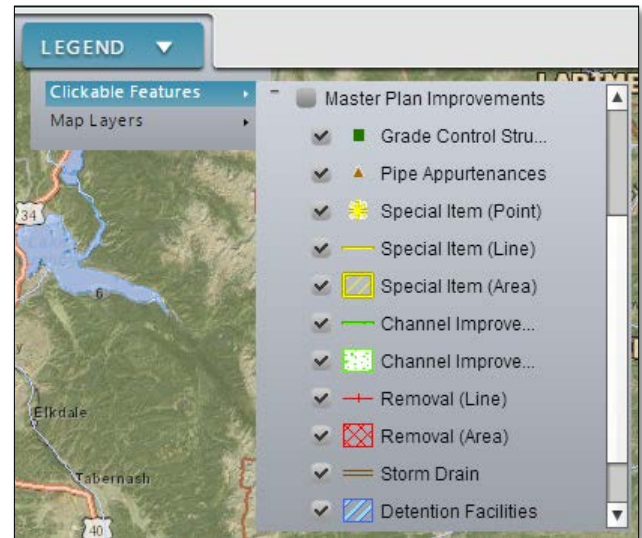 LEGEND
Clickable Features
Map Layers
Master Plan Improvements
Grade Control Stru...
Pipe Appurtenances
Special Item (Point)
Special Item (Line)
Special Item (Area)
Channel Improve...
Channel Improve...
Removal (Line)
Removal (Area)
Storm Drain
Detention Facilities
34
6
Elkdale
Tabernash
40